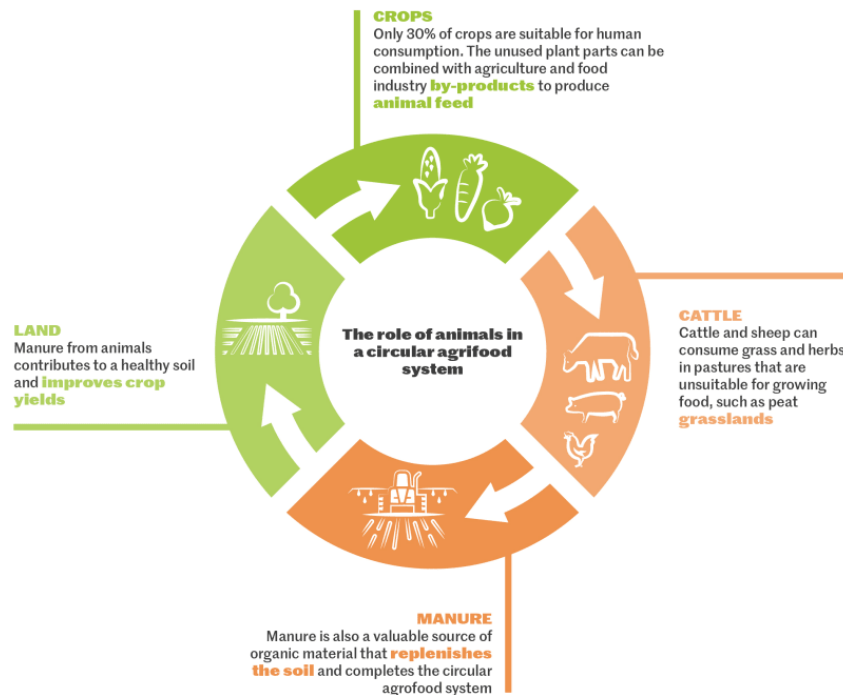 CROPS
Only 30% of crops are suitable for human
consumption. The unused plant parts can be
combined with agriculture and food
industry by-products to produce
animal feed
The role of animals in
a circular agrifood
system
LAND
Manure from animals
contributes to a healthy soil
and improves crop
yields
CATTLE
Cattle and sheep can
consume grass and herbs
in pastures that are
unsuitable for growing
food, such as peat
grasslands
MANURE
Manure is also a valuable source of
organic material that replenishes
the soil and completes the circular
agrofood system